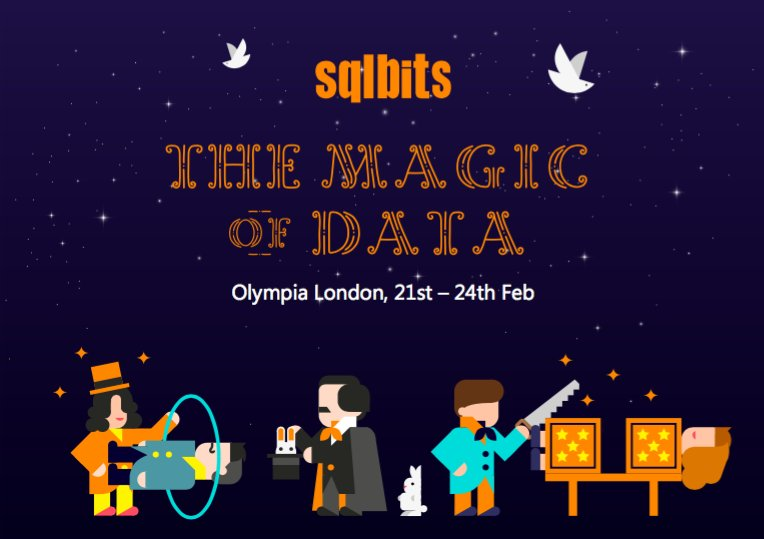 sqlbits
THE MAGIC
OF DATA
Olympia London, 21st – 24th Feb